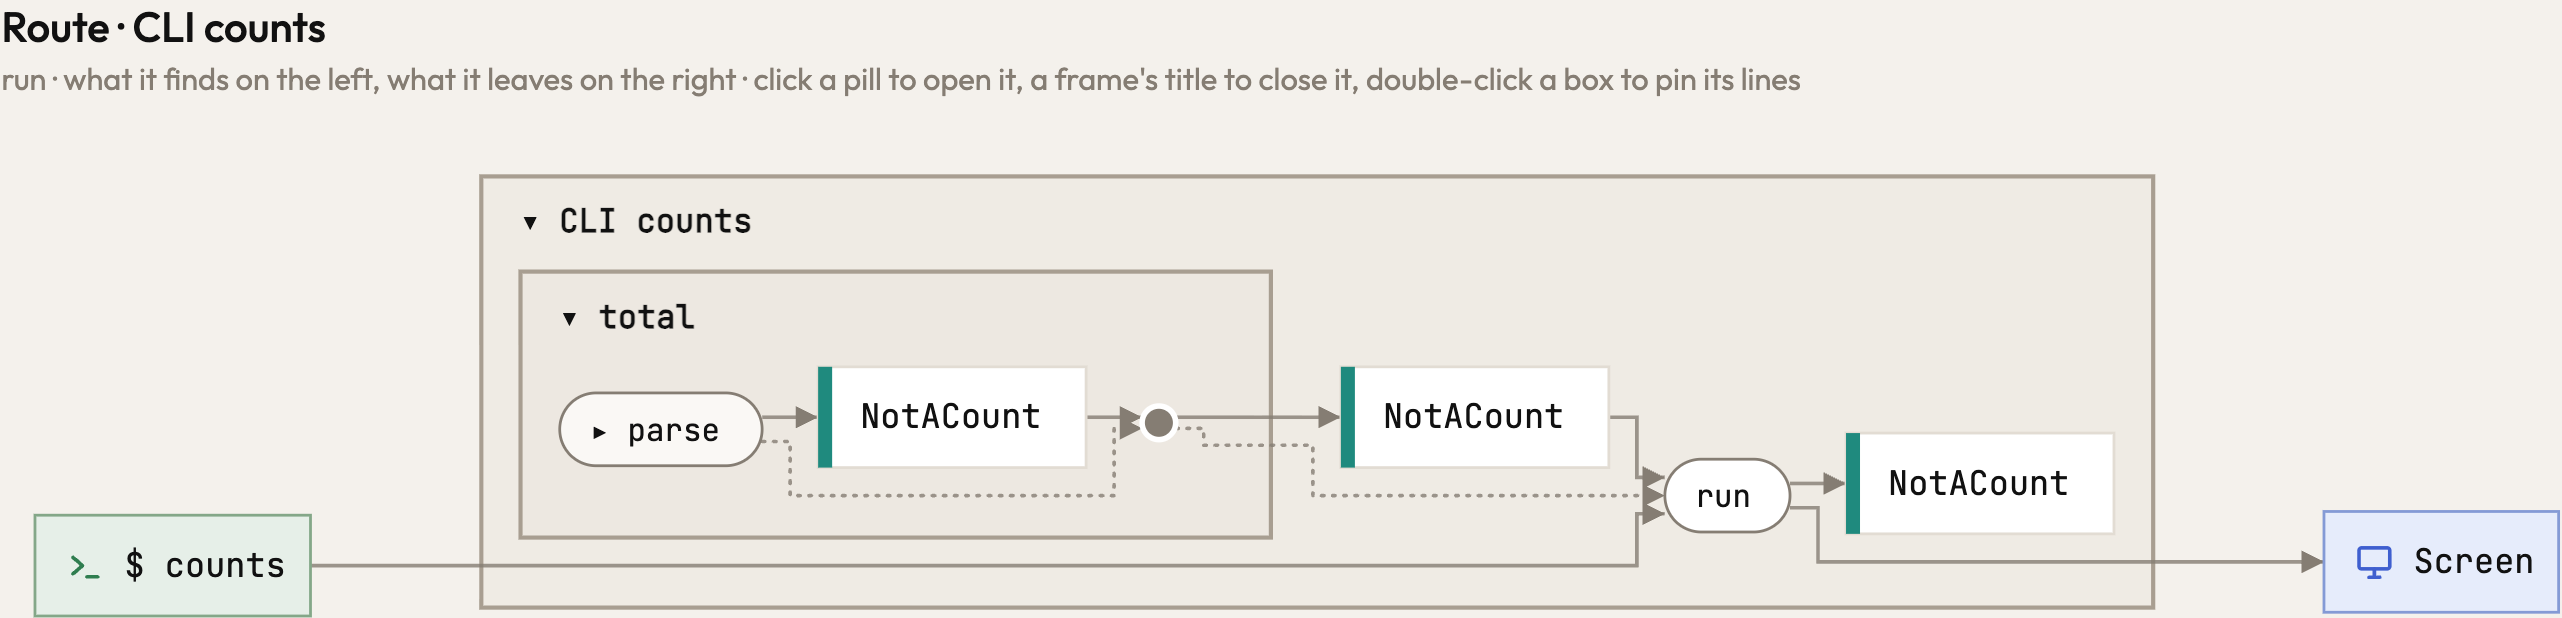 Route · CLI counts
run · what it finds on the left, what it leaves on the right · click a pill to open it, a frame's title to close it, double-click a box to pin its lines
▼ CLI counts
▼ total
▶ parse
NotACount
NotACount
run
NotACount
>_ $ counts
Screen